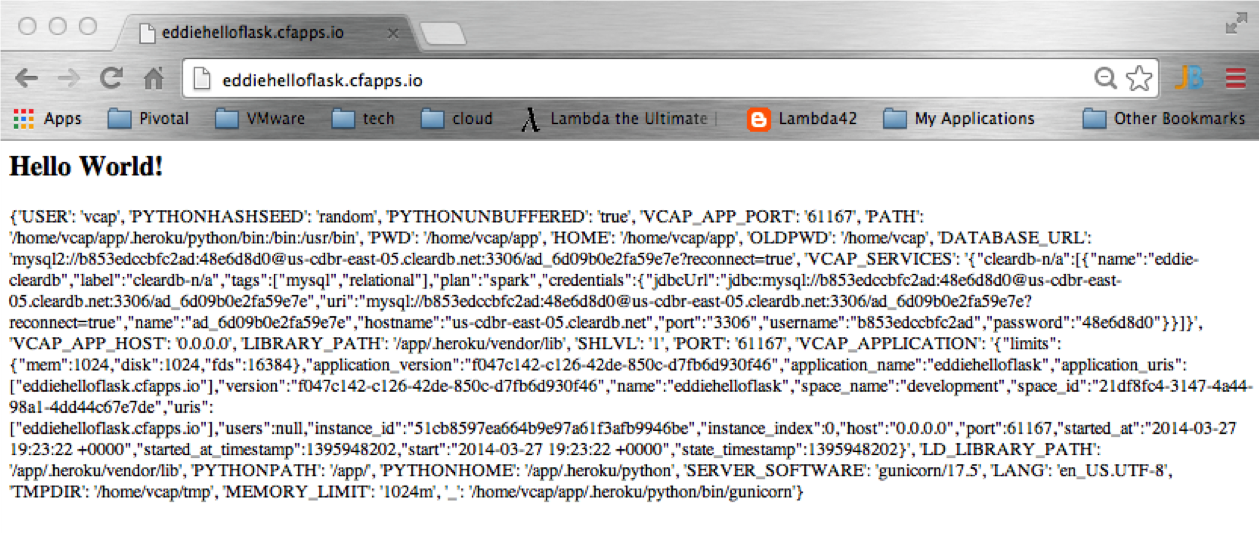 eddiehelloflask.cfapps.io
eddiehelloflask.cfapps.io
JB
Apps Pivotal VMware tech cloud Lambda the Ultimate Lambda42 My Applications Other Bookmarks
Hello World!
{'USER': 'vcap', 'PYTHONHASHSEED': 'random', 'PYTHONUNBUFFERED': 'true', 'VCAP_APP_PORT': '61167', 'PATH':
'/home/vcap/app/.heroku/python/bin:/bin:/usr/bin', 'PWD': '/home/vcap/app', 'HOME': '/home/vcap/app', 'OLDPWD': '/home/vcap', 'DATABASE_URL':
'mysql2://b853edccbfc2ad:48e6d8d0@us-cdbr-east-05.cleardb.net:3306/ad_6d09b0e2fa59e7e?reconnect=true', 'VCAP_SERVICES': '{"cleardb-n/a":[{"name":"eddie-
cleardb","label":"cleardb-n/a","tags":["mysql","relational"],"plan":"spark","credentials":{"jdbcUrl":"jdbc:mysql://b853edccbfc2ad:48e6d8d0@us-cdbr-east-
05.cleardb.net:3306/ad_6d09b0e2fa59e7e","uri":"mysql://b853edccbfc2ad:48e6d8d0@us-cdbr-east-05.cleardb.net:3306/ad_6d09b0e2fa59e7e?
reconnect=true","name":"ad_6d09b0e2fa59e7e","hostname":"us-cdbr-east-05.cleardb.net","port":"3306","username":"b853edccbfc2ad","password":"48e6d8d0"}}]}',
'VCAP_APP_HOST': '0.0.0.0', 'LIBRARY_PATH': '/app/.heroku/vendor/lib', 'SHLVL': '1', 'PORT': '61167', 'VCAP_APPLICATION': '{"limits":
{"mem":1024,"disk":1024,"fds":16384},"application_version":"f047c142-c126-42de-850c-d7fb6d930f46","application_name":"eddiehelloflask","application_uris":
["eddiehelloflask.cfapps.io"],"version":"f047c142-c126-42de-850c-d7fb6d930f46","name":"eddiehelloflask","space_name":"development","space_id":"21df8fc4-3147-4a44-
98a1-4dd44c67e7de","uris":
["eddiehelloflask.cfapps.io"],"users":null,"instance_id":"51cb8597ea664b9e97a61f3afb9946be","instance_index":0,"host":"0.0.0.0","port":61167,"started_at":"2014-03-27
19:23:22 +0000","started_at_timestamp":1395948202,"start":"2014-03-27 19:23:22 +0000","state_timestamp":1395948202}', 'LD_LIBRARY_PATH':
'/app/.heroku/vendor/lib', 'PYTHONPATH': '/app/', 'PYTHONHOME': '/app/.heroku/python', 'SERVER_SOFTWARE': 'gunicorn/17.5', 'LANG': 'en_US.UTF-8',
'TMPDIR': '/home/vcap/tmp', 'MEMORY_LIMIT': '1024m', '_': '/home/vcap/app/.heroku/python/bin/gunicorn'}